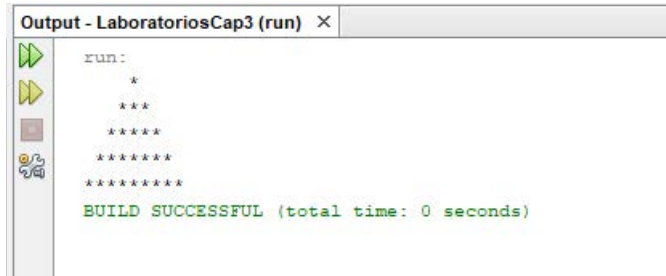 Output - LaboratoriosCap3 (run) ×
run:
    *
   ***
  *****
 *******
*********
BUILD SUCCESSFUL (total time: 0 seconds)